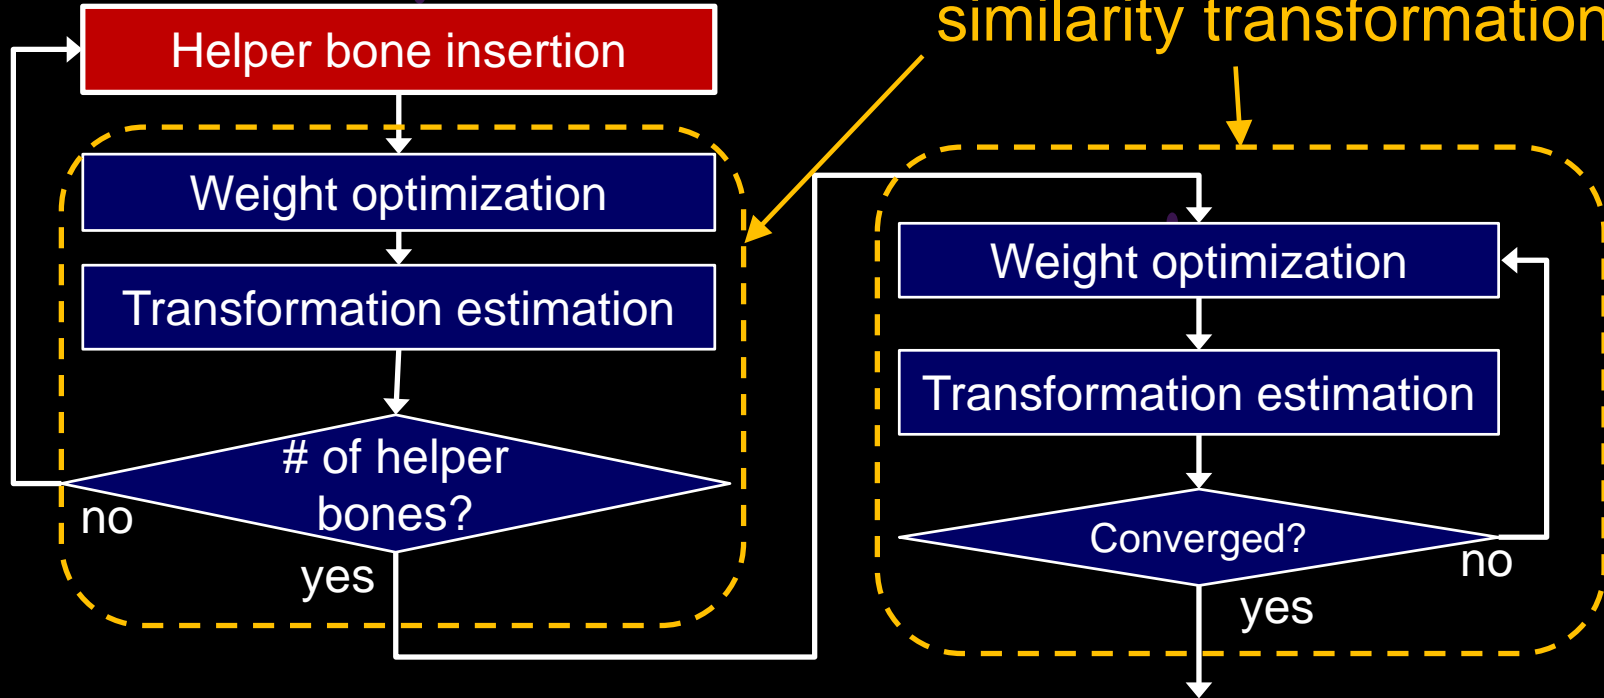 similarity transformation
Helper bone insertion
Weight optimization
Transformation estimation
# of helper
bones?
no
yes
Weight optimization
Transformation estimation
Converged?
no
yes